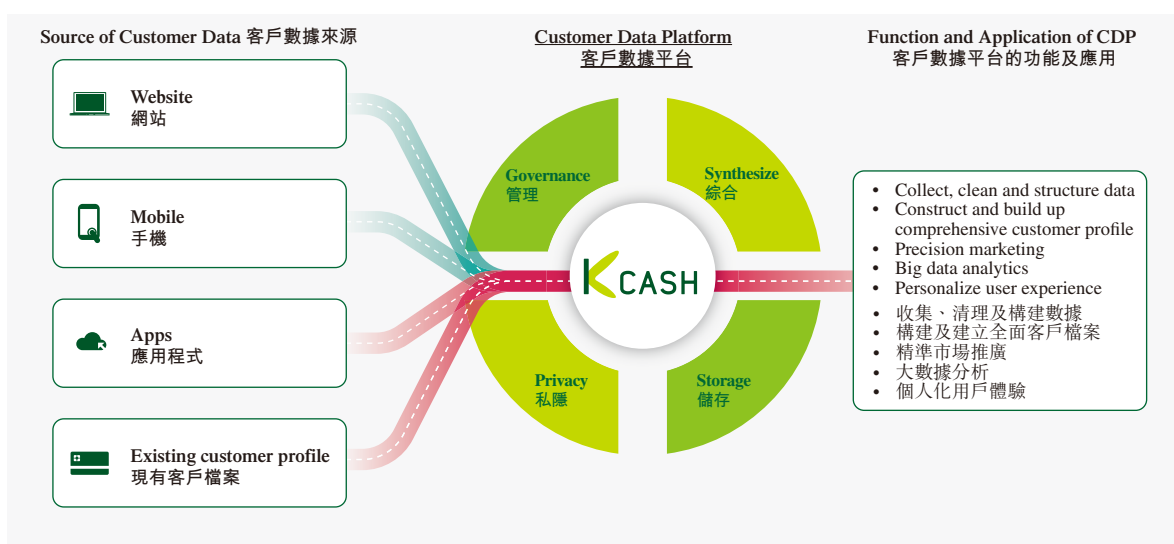 Source of Customer Data 客戶數據來源
Website
網站
Mobile
手機
Apps
應用程式
Existing customer profile
現有客戶檔案
Customer Data Platform
客戶數據平台
Governance
管理
Synthesize
綜合
K CASH
Privacy
私隱
Storage
儲存
Function and Application of CDP
客戶數據平台的功能及應用
• Collect, clean and structure data
• Construct and build up
comprehensive customer profile
• Precision marketing
• Big data analytics
• Personalize user experience
• 收集、清理及構建數據
• 構建及建立全面客戶檔案
• 精準市場推廣
• 大數據分析
• 個人化用戶體驗